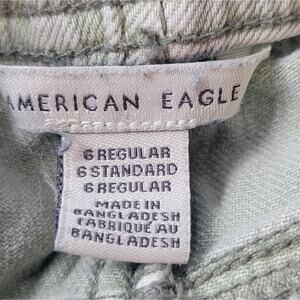 AMERICAN EAGLE
6 REGULAR
6 STANDARD
6 REGULAR
MADE IN
BANGLADESH
FABRIQUÉ AU
BANGLADESH